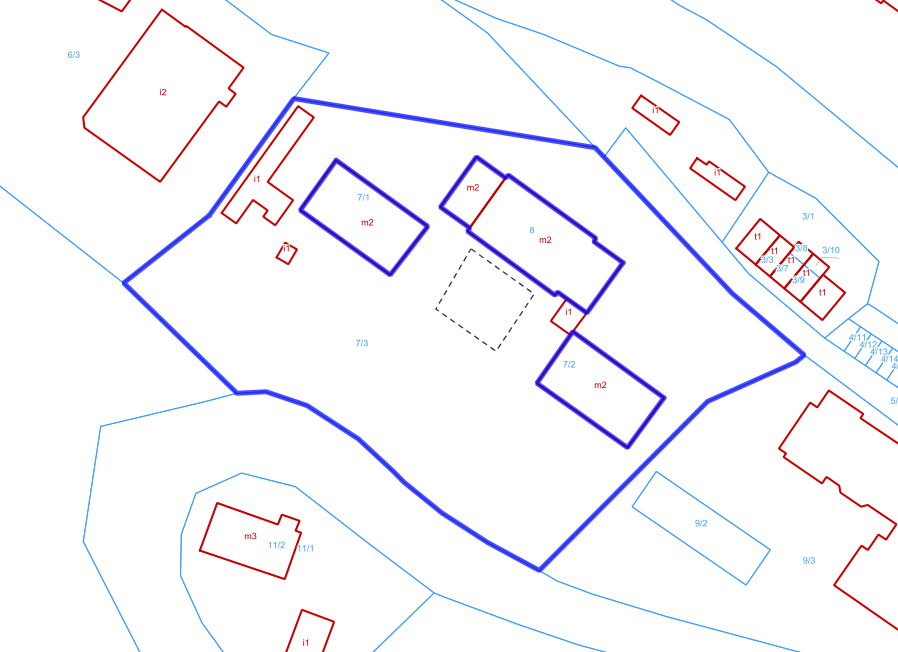 6/3
i2
i1
i1
i1
7/1
m2
m2
8
m2
3/1
t1
t1
3/8
3/10
t1
3/3
3/7
t1
3/9
t1
i1
i1
7/3
4/11
4/12
4/13
4/14
7/2
m2
9/2
m3
11/2
11/1
9/3
i1